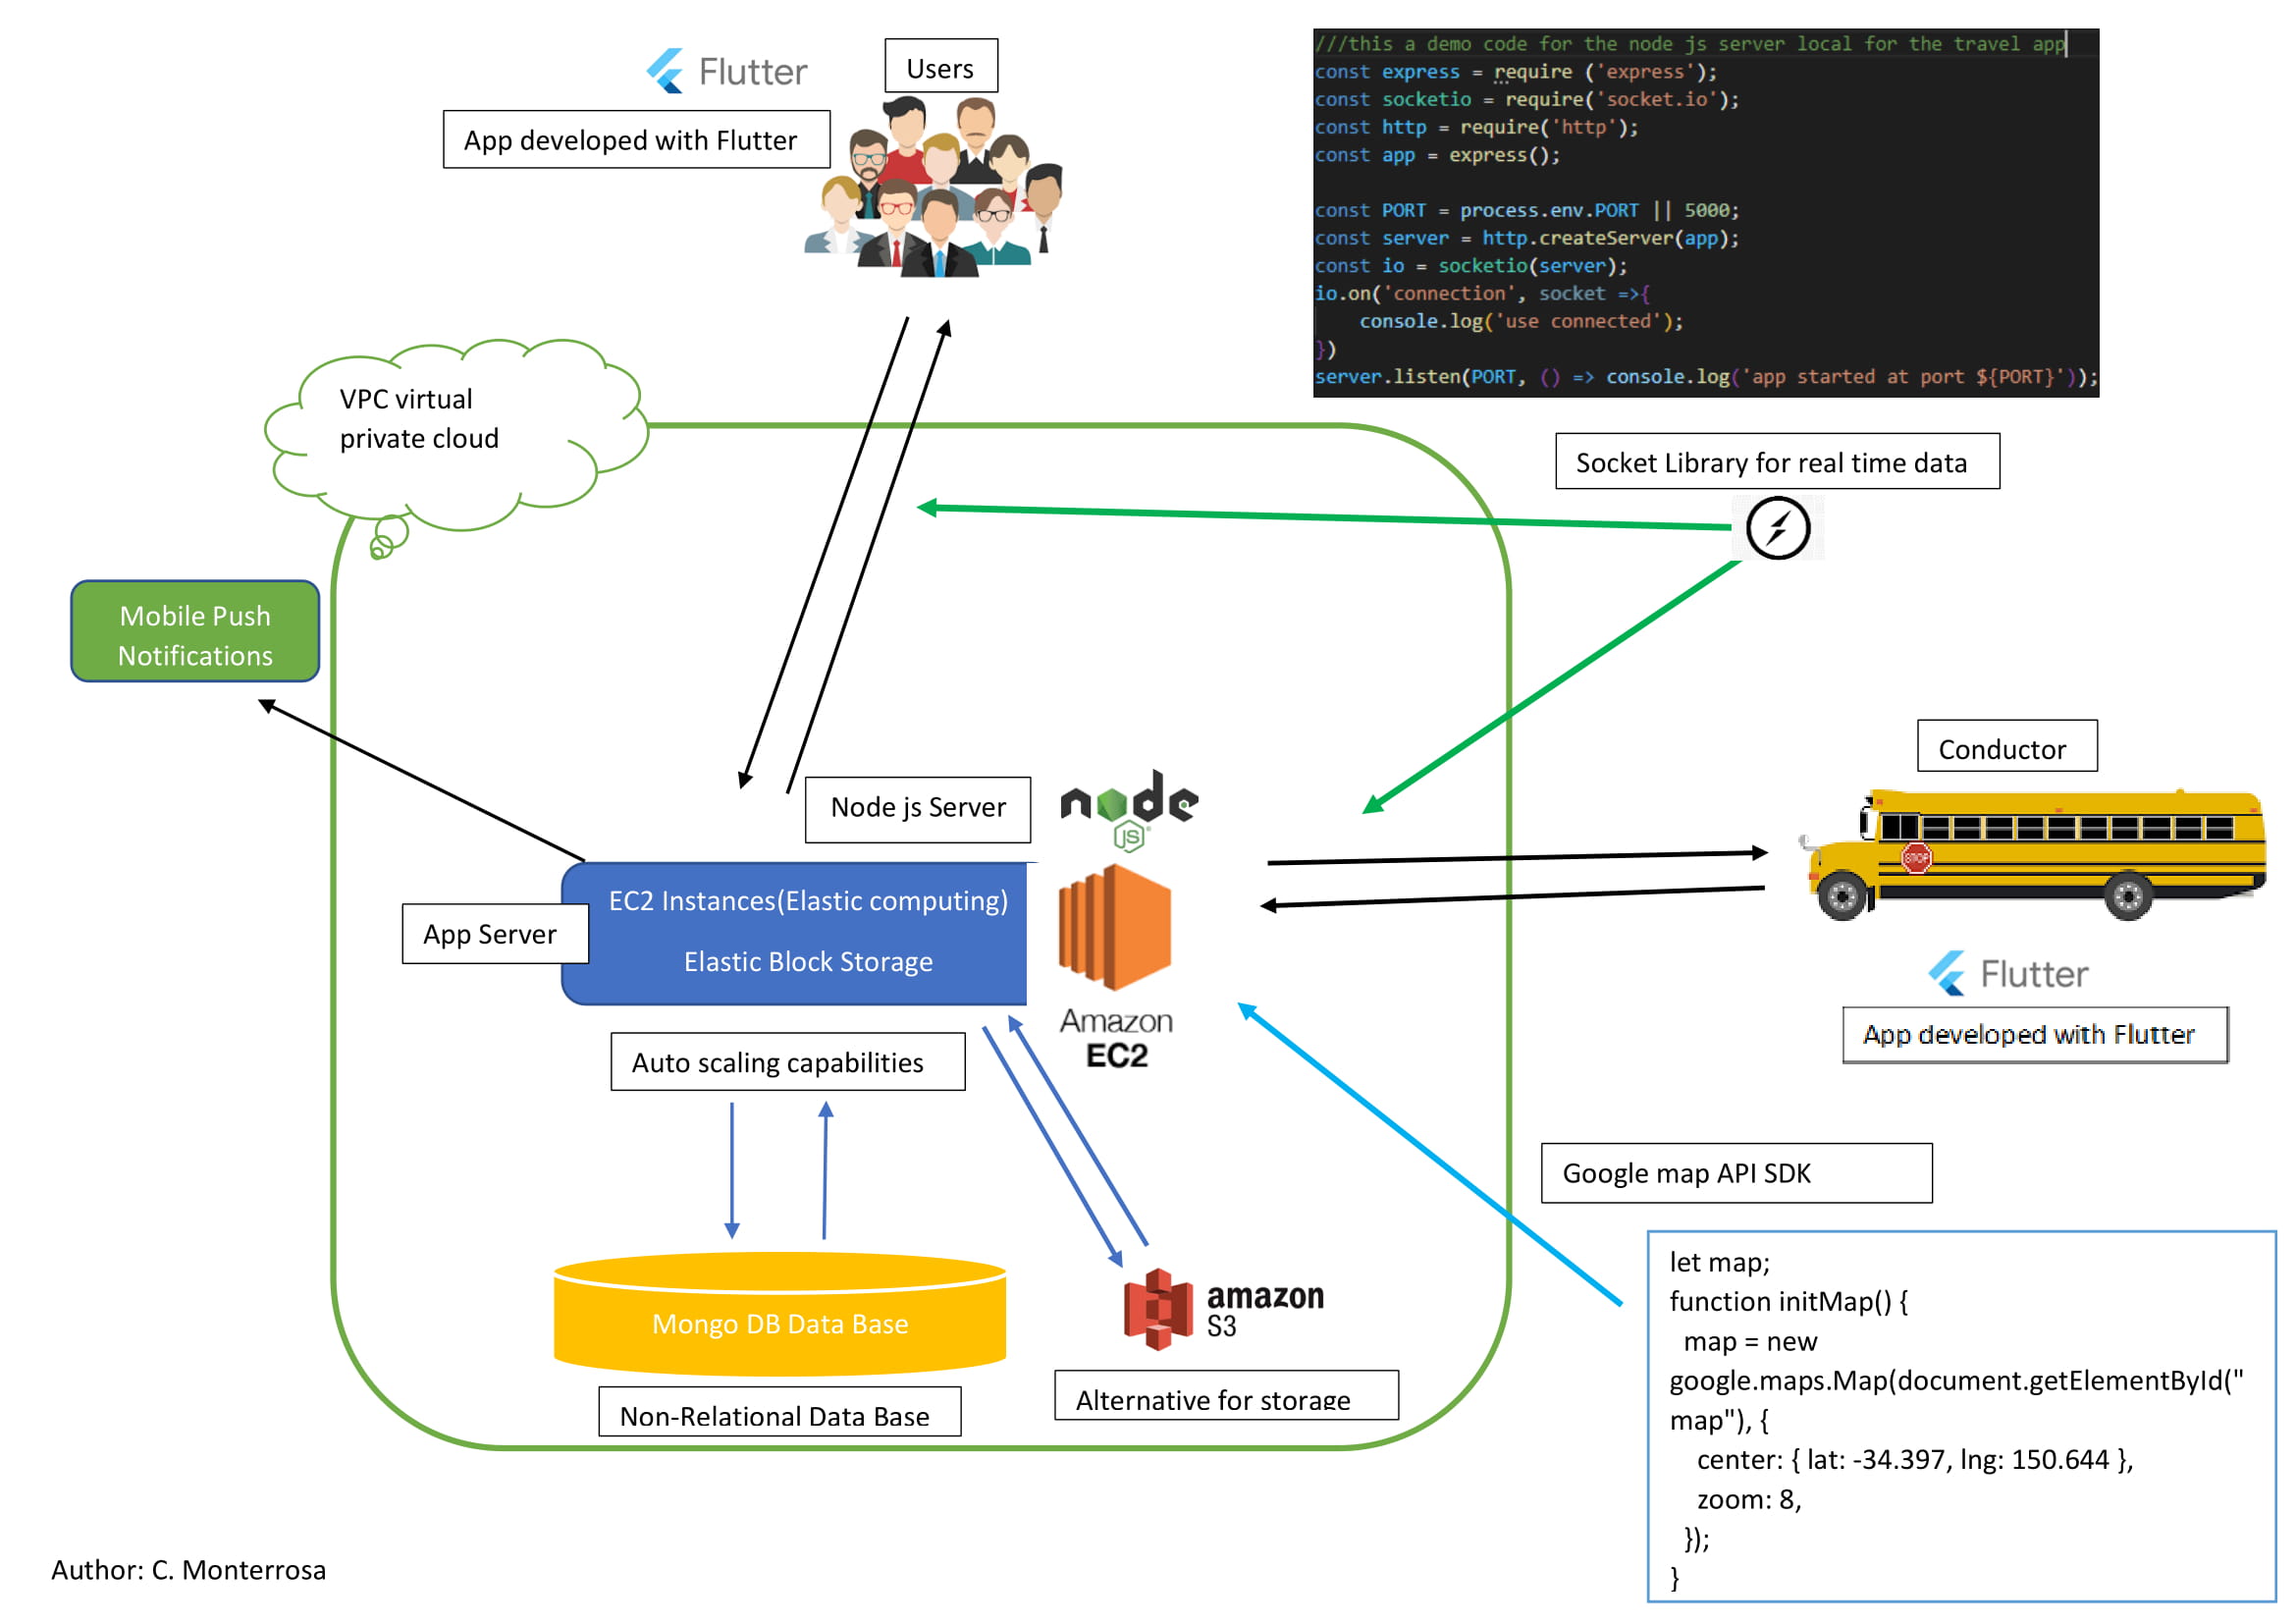 Flutter
Users
App developed with Flutter
///this a demo code for the node js server local for the travel app
const express = require ('express');
const socketio = require('socket.io');
const http = require('http');
const app = express();
const PORT = process.env.PORT || 5000;
const server = http.createServer(app);
const io = socketio(server);
io.on('connection', socket =>{
    console.log('use connected');
})
server.listen(PORT, () => console.log('app started at port ${PORT}'));
VPC virtual
private cloud
Socket Library for real time data
Mobile Push
Notifications
Conductor
Node js Server
node
JS
STOP
EC2 Instances(Elastic computing)
App Server
Elastic Block Storage
Flutter
Amazon
EC2
App developed with Flutter
Auto scaling capabilities
Google map API SDK
let map;
function initMap() {
  map = new
google.maps.Map(document.getElementById("
map"), {
    center: { lat: -34.397, lng: 150.644 },
    zoom: 8,
  });
}
Mongo DB Data Base
amazon
S3
Alternative for storage
Non-Relational Data Base
Author: C. Monterrosa